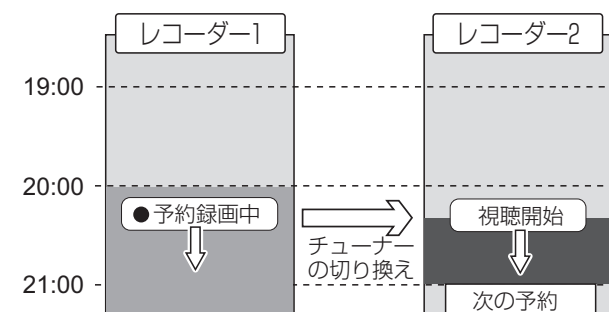 レコーダー1
レコーダー2
19:00
20:00
●予約録画中
視聴開始
チューナー
の切り換え
21:00
次の予約